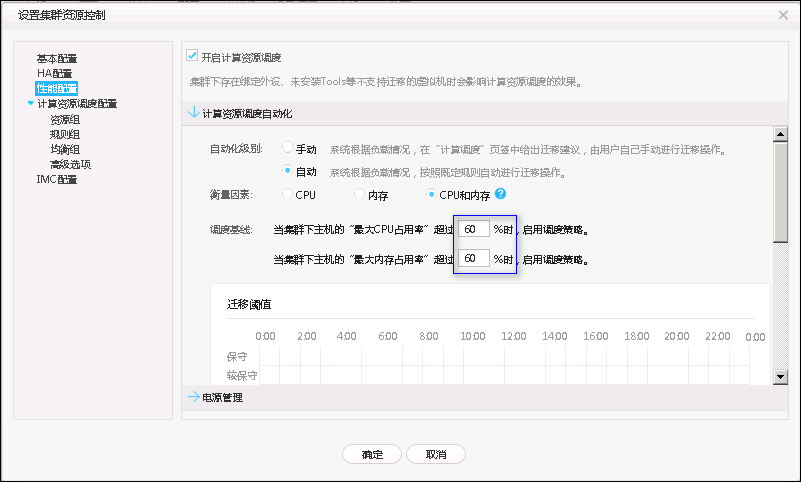 设置集群资源控制
基本配置
HA配置
性能配置
计算资源调度配置
资源组
规则组
均衡组
高级选项
IMC配置
开启计算资源调度
集群下存在绑定外设、未安装Tools等不支持迁移的虚拟机时会影响计算资源调度的效果。
计算资源调度自动化
自动化级别: 手动 系统根据负载情况，在“计算调度”页签中给出迁移建议，由用户自己手动进行迁移操作。
自动 系统根据负载情况，按照既定规则自动进行迁移操作。
衡量因素: CPU 内存 CPU和内存 ?
调度基线: 当集群下主机的“最大CPU占用率”超过 60 %时，启用调度策略。
当集群下主机的“最大内存占用率”超过 60 %时，启用调度策略。
迁移阈值
0:00 2:00 4:00 6:00 8:00 10:00 12:00 14:00 16:00 18:00 20:00 22:00 0:00
保守
较保守
电源管理
确定 取消